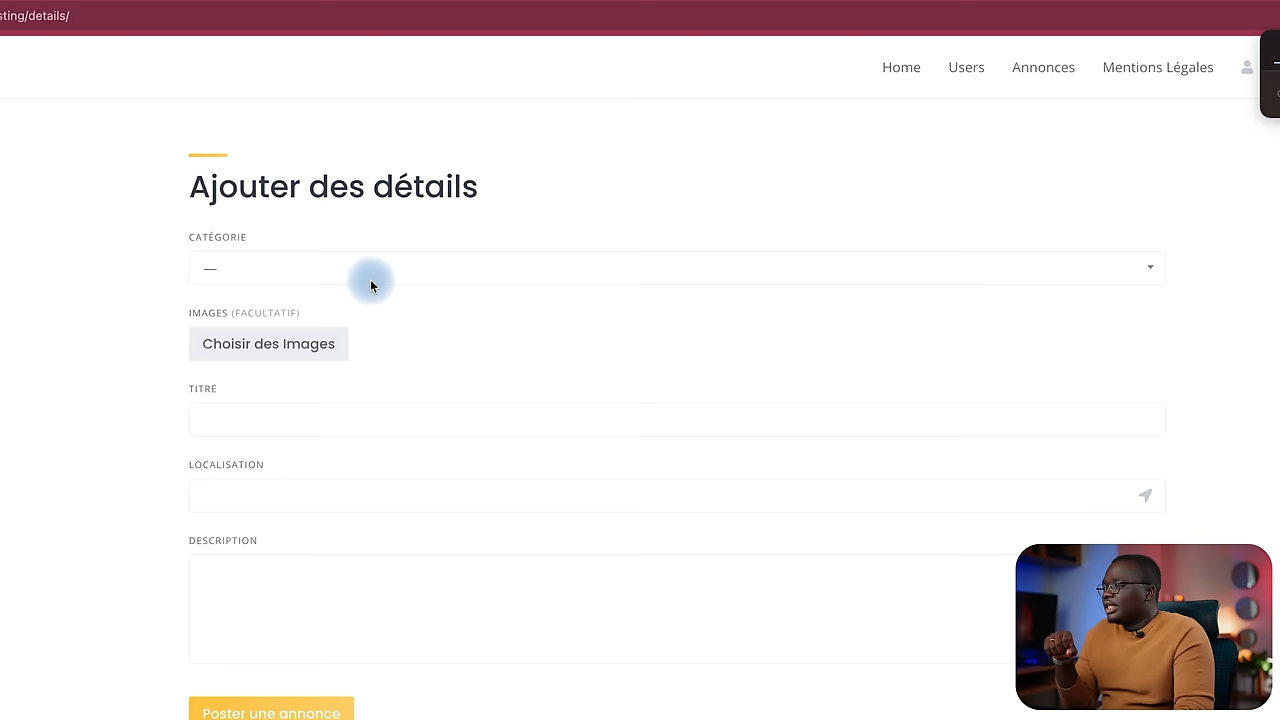 sting/details/
Home Users Annonces Mentions Légales
Ajouter des détails
CATÉGORIE
—
IMAGES (FACULTATIF)
Choisir des Images
TITRE
LOCALISATION
DESCRIPTION
Poster une annonce